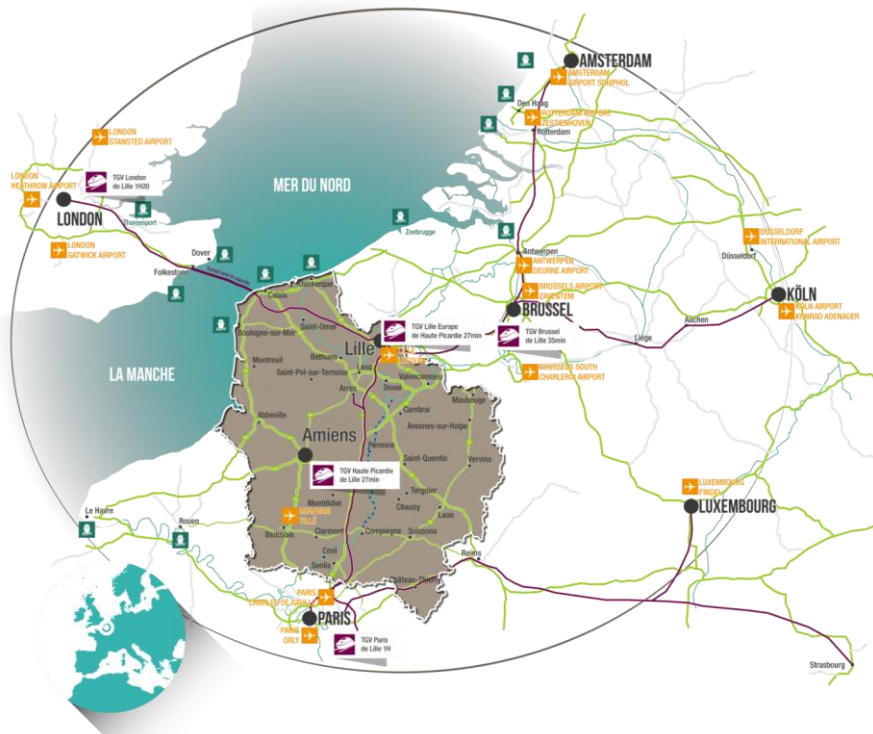 AMSTERDAM
AMSTERDAM
AIRPORT SCHIPHOL
Den Haag
ROTTERDAM AIRPORT
ZESTIENHOVEN
Rotterdam
LONDON
STANSTED AIRPORT
LONDON
HEATHROW AIRPORT
TGV London
de Lille 1H20
LONDON
Thamesport
MER DU NORD
Zeebrugge
LONDON
GATWICK AIRPORT
Dover
Folkestone
Antwerpen
ANTWERPEN
DEURNE AIRPORT
DÜSSELDORF
INTERNATIONAL AIRPORT
Düsseldorf
BRUSSELS AIRPORT
ZAVENTEM
BRUSSEL
KÖLN
KÖLN AIRPORT
KONRAD ADENAUER
Aachen
Liège
Calais
Dunkerque
Saint-Omer
Boulogne-sur-Mer
Lille
TGV Lille Europe
de Haute Picardie 27min
TGV Brussel
de Lille 35min
LA MANCHE
Montreuil
Béthune
Lens
Saint-Pol-sur-Ternoise
Arras
Douai
Valenciennes
BRUSSELS SOUTH
CHARLEROI AIRPORT
Maubeuge
Cambrai
Avesnes-sur-Helpe
Abbeville
Amiens
Péronne
Saint-Quentin
Vervins
TGV Haute Picardie
de Lille 27min
Montdidier
Tergnier
Chauny
Laon
LUXEMBOURG
FINDEL
LUXEMBOURG
Le Havre
Rouen
TILLÉ
Beauvais
Clermont
Compiègne
Soissons
Creil
Senlis
Reims
Château-Thierry
PARIS
CHARLES DE GAULLE
PARIS
PARIS
ORLY
TGV Paris
de Lille 1H
Strasbourg